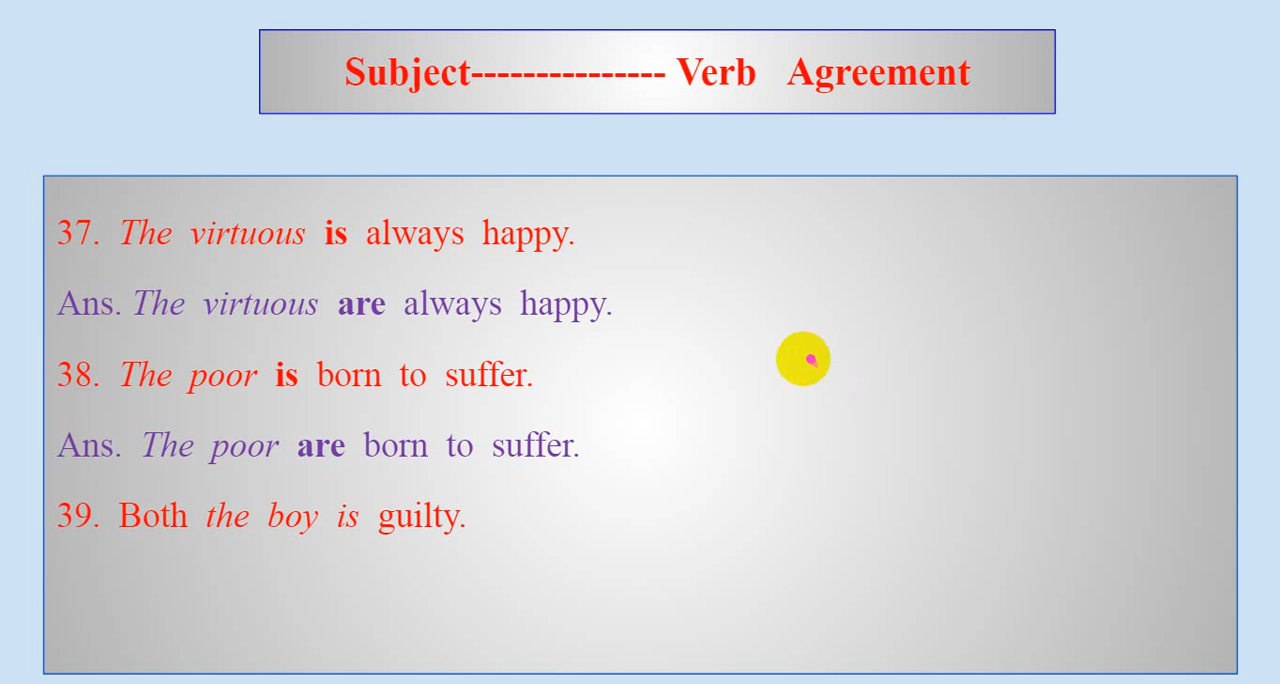 Subject--------------- Verb Agreement
37. The virtuous is always happy.
Ans. The virtuous are always happy.
38. The poor is born to suffer.
Ans. The poor are born to suffer.
39. Both the boy is guilty.